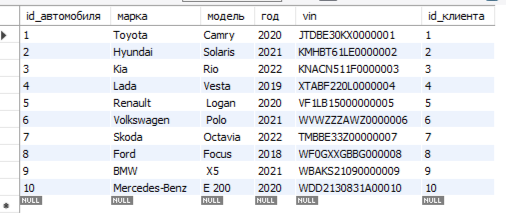 id_автомобиля марка модель год vin id_клиента
1 Toyota Camry 2020 JTDBE30KX0000001 1
2 Hyundai Solaris 2021 KMHBT61LE0000002 2
3 Kia Rio 2022 KNACN511F0000003 3
4 Lada Vesta 2019 XTABF220L0000004 4
5 Renault Logan 2020 VF1LB15000000005 5
6 Volkswagen Polo 2021 WVWZZZAWZ0000006 6
7 Skoda Octavia 2022 TMBBE33Z00000007 7
8 Ford Focus 2018 WF0GXXGBBG000008 8
9 BMW X5 2021 WBAKS21090000009 9
10 Mercedes-Benz E 200 2020 WDD2130831A00010 10
NULL NULL NULL NULL NULL NULL